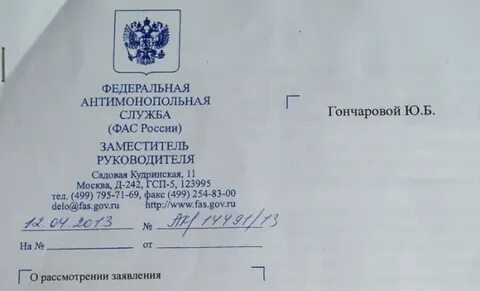 ФЕДЕРАЛЬНАЯ
АНТИМОНОПОЛЬНАЯ
СЛУЖБА
(ФАС России)
ЗАМЕСТИТЕЛЬ
РУКОВОДИТЕЛЯ
Садовая Кудринская, 11
Москва, Д-242, ГСП-5, 123995
тел. (499) 795-71-69, факс (499) 254-83-00
delo@fas.gov.ru http://www.fas.gov.ru
12.04.2013 № АК/14491/13
На № от
О рассмотрении заявления
Гончаровой Ю.Б.